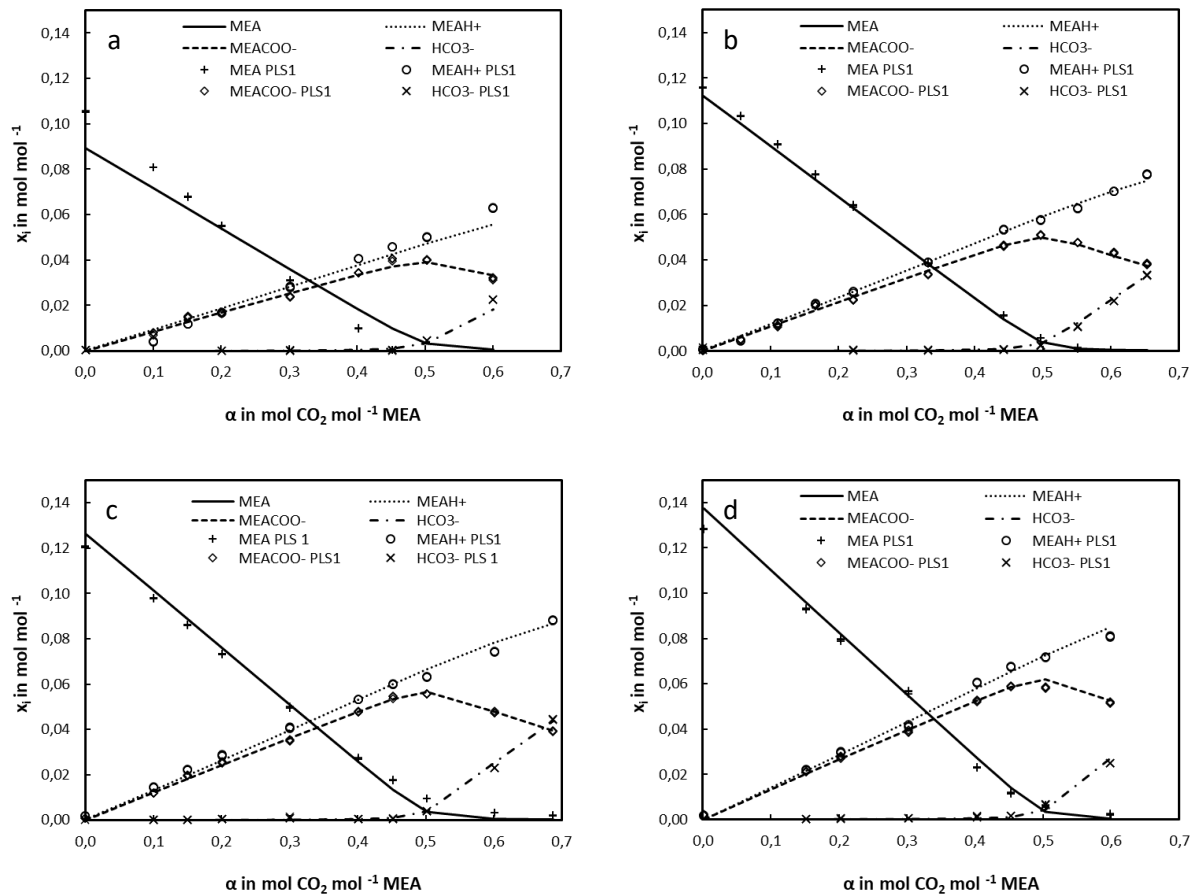 a
MEA
MEAH+
MEACOO-
HCO3-
MEA PLS1
MEAH+ PLS1
MEACOO- PLS1
HCO3- PLS1
0,14
0,12
0,10
0,08
0,06
0,04
0,02
0,00
xi in mol mol -1
0,0 0,1 0,2 0,3 0,4 0,5 0,6 0,7
α in mol CO2 mol -1 MEA
b
MEA
MEAH+
MEACOO-
HCO3-
MEA PLS1
MEAH+ PLS1
MEACOO- PLS1
HCO3- PLS1
0,14
0,12
0,10
0,08
0,06
0,04
0,02
0,00
xi in mol mol -1
0,0 0,1 0,2 0,3 0,4 0,5 0,6 0,7
α in mol CO2 mol -1 MEA
c
MEA
MEAH+
MEACOO-
HCO3-
MEA PLS 1
MEAH+ PLS1
MEACOO- PLS1
HCO3- PLS 1
0,14
0,12
0,10
0,08
0,06
0,04
0,02
0,00
xi in mol mol -1
0,0 0,1 0,2 0,3 0,4 0,5 0,6 0,7
α in mol CO2 mol -1 MEA
d
MEA
MEAH+
MEACOO-
HCO3-
MEA PLS1
MEAH+ PLS1
MEACOO- PLS1
HCO3- PLS1
0,14
0,12
0,10
0,08
0,06
0,04
0,02
0,00
xi in mol mol -1
0,0 0,1 0,2 0,3 0,4 0,5 0,6 0,7
α in mol CO2 mol -1 MEA